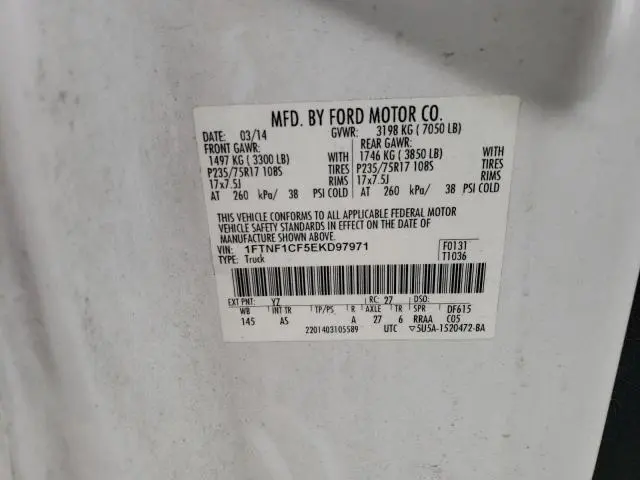 MFD. BY FORD MOTOR CO.
DATE: 03/14 GVWR: 3198 KG ( 7050 LB)
FRONT GAWR: REAR GAWR:
1497 KG ( 3300 LB) WITH 1746 KG ( 3850 LB) WITH
P235/75R17 108S TIRES P235/75R17 108S TIRES
17x7.5J RIMS 17x7.5J RIMS
AT 260 kPa/ 38 PSI COLD AT 260 kPa/ 38 PSI COLD
THIS VEHICLE CONFORMS TO ALL APPLICABLE FEDERAL MOTOR
VEHICLE SAFETY STANDARDS IN EFFECT ON THE DATE OF
MANUFACTURE SHOWN ABOVE.
VIN: 1FTNF1CF5EKD97971 F0131
TYPE: Truck T1036
EXT PNT: YZ RC: 27 DSO:
WB INT TR TP/PS R AXLE TR SPR DF615
145 AS A 27 6 RRAA C05
2201403105589 UTC ▽5U5A-1520472-BA